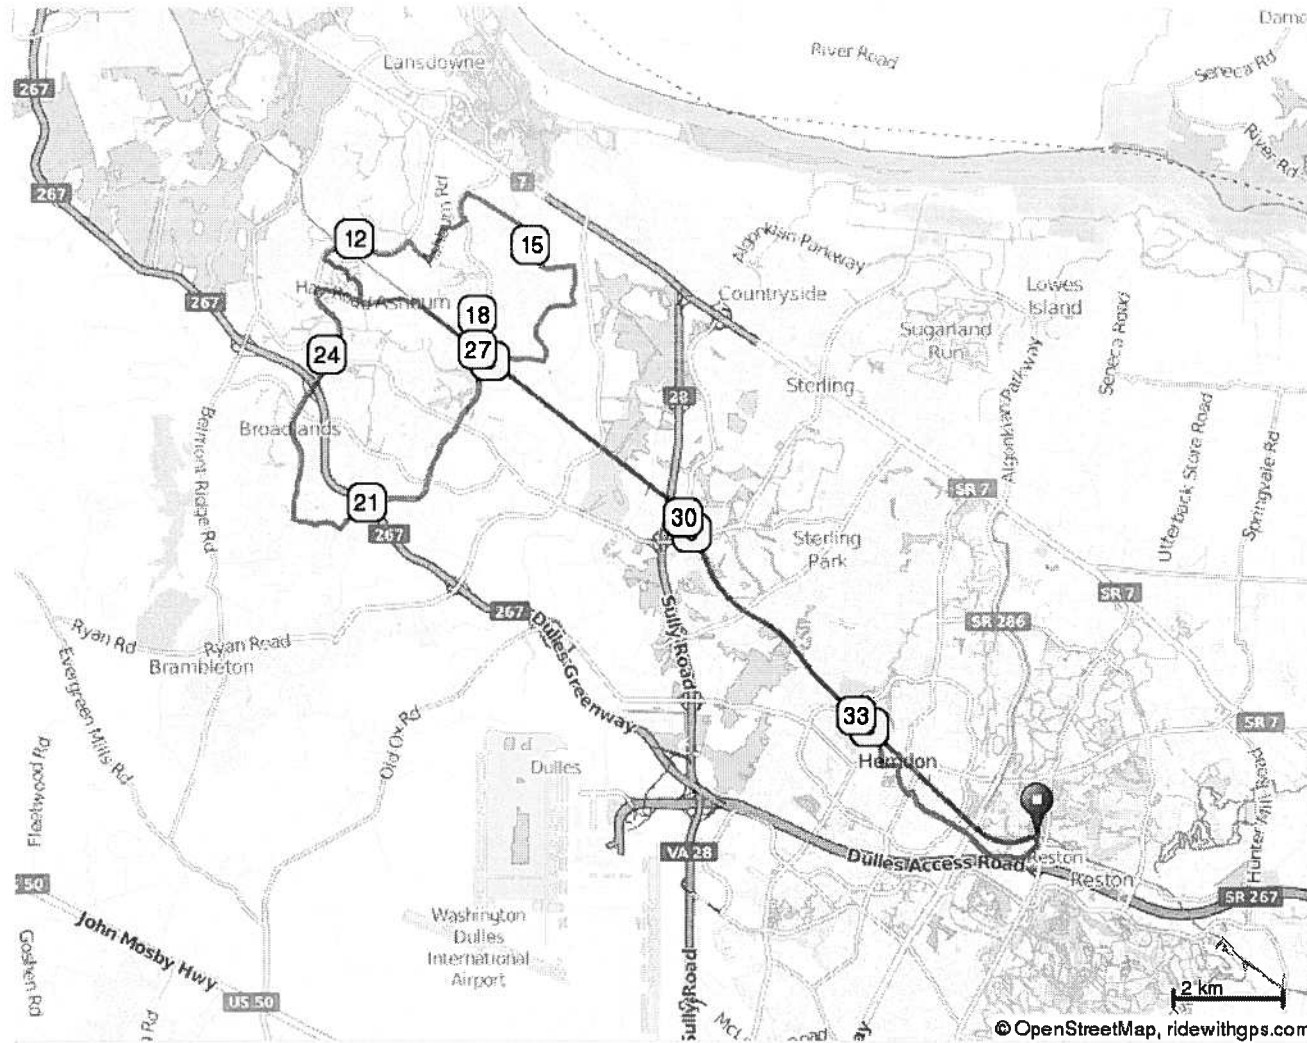 Damo
River Road
Lansdowne
Seneca Rd
267
River Rd
7
267
12
15
Algonkian Parkway
267
Countryside
Lowes
Island
18
Sugarland
Run
Seneca Road
24
27
28
Sterling
Algonkian Parkway
Broadlands
Belmont Ridge Rd
Utterback Store Road
Springvale Rd
21
SR 7
267
30
Sterling
Park
SR 7
267
SR 286
Ryan Rd
Ryan Road
Brambleton
Sully Road
Dulles Greenway
Evergreen Mills Rd
Old Ox Rd
33
SR 7
Fleetwood Rd
Dulles
Herndon
Hunter Mill Road
VA 28
Dulles Access Road
Reston
Reston
50
SR 267
John Mosby Hwy
Washington
Dulles
International
Airport
Goshen Rd
US 50
Sully Road
2 km
Rd
© OpenStreetMap, ridewithgps.com